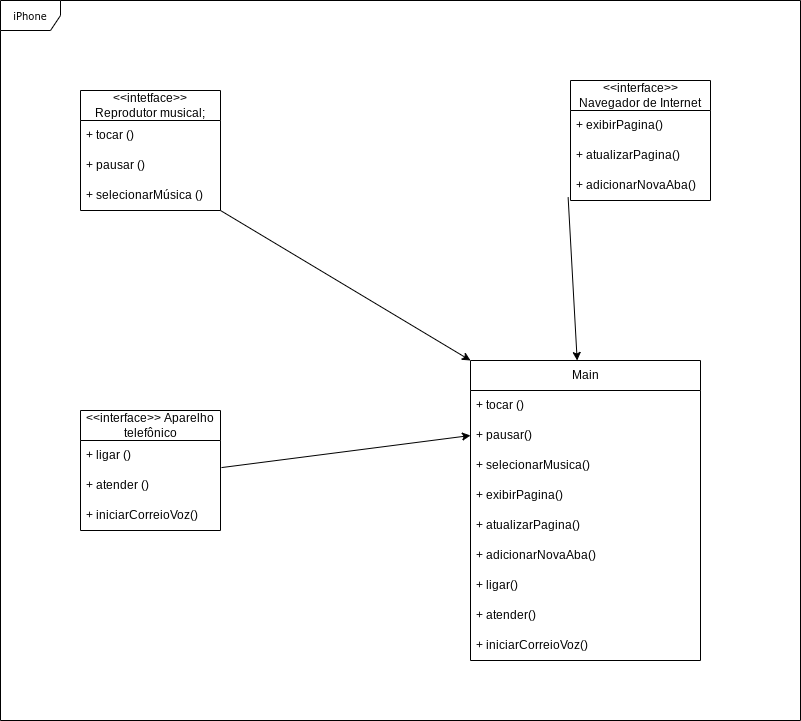 iPhone
<<intetface>>
Reprodutor musical;
+ tocar ()
+ pausar ()
+ selecionarMúsica ()
<<interface>>
Navegador de Internet
+ exibirPagina()
+ atualizarPagina()
+ adicionarNovaAba()
<<interface>> Aparelho
telefônico
+ ligar ()
+ atender ()
+ iniciarCorreioVoz()
Main
+ tocar ()
+ pausar()
+ selecionarMusica()
+ exibirPagina()
+ atualizarPagina()
+ adicionarNovaAba()
+ ligar()
+ atender()
+ iniciarCorreioVoz()